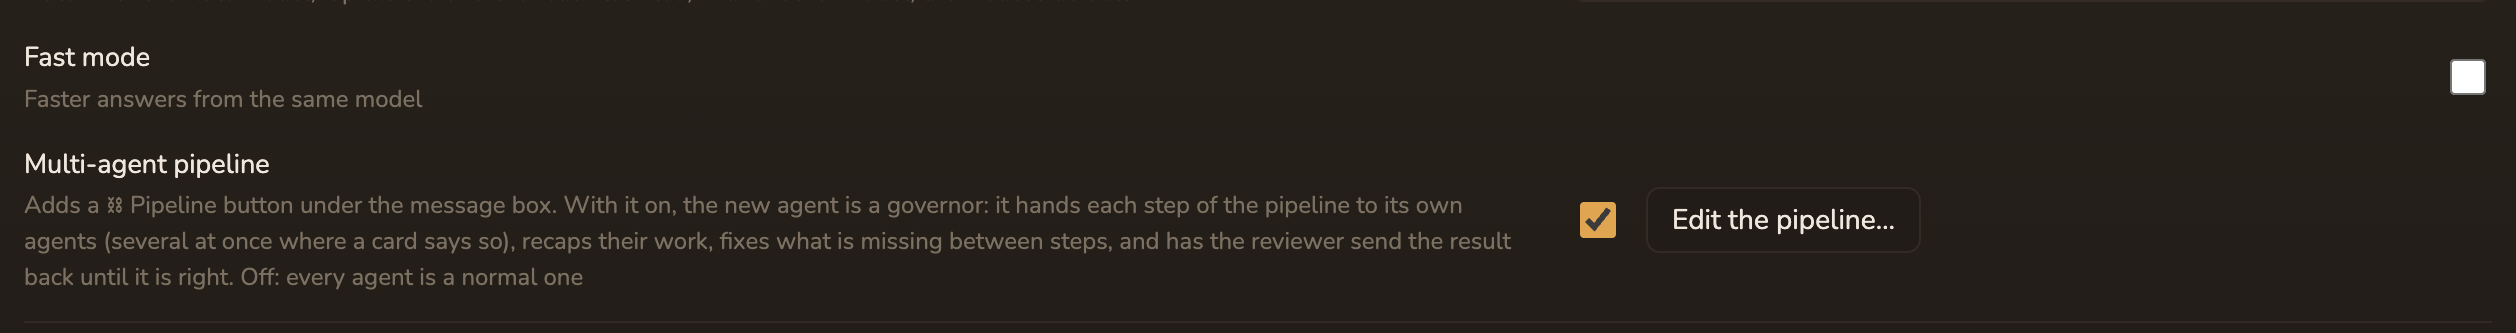 Fast mode
Faster answers from the same model
Multi-agent pipeline
Adds a ⛓ Pipeline button under the message box. With it on, the new agent is a governor: it hands each step of the pipeline to its own
agents (several at once where a card says so), recaps their work, fixes what is missing between steps, and has the reviewer send the result
back until it is right. Off: every agent is a normal one
Edit the pipeline...